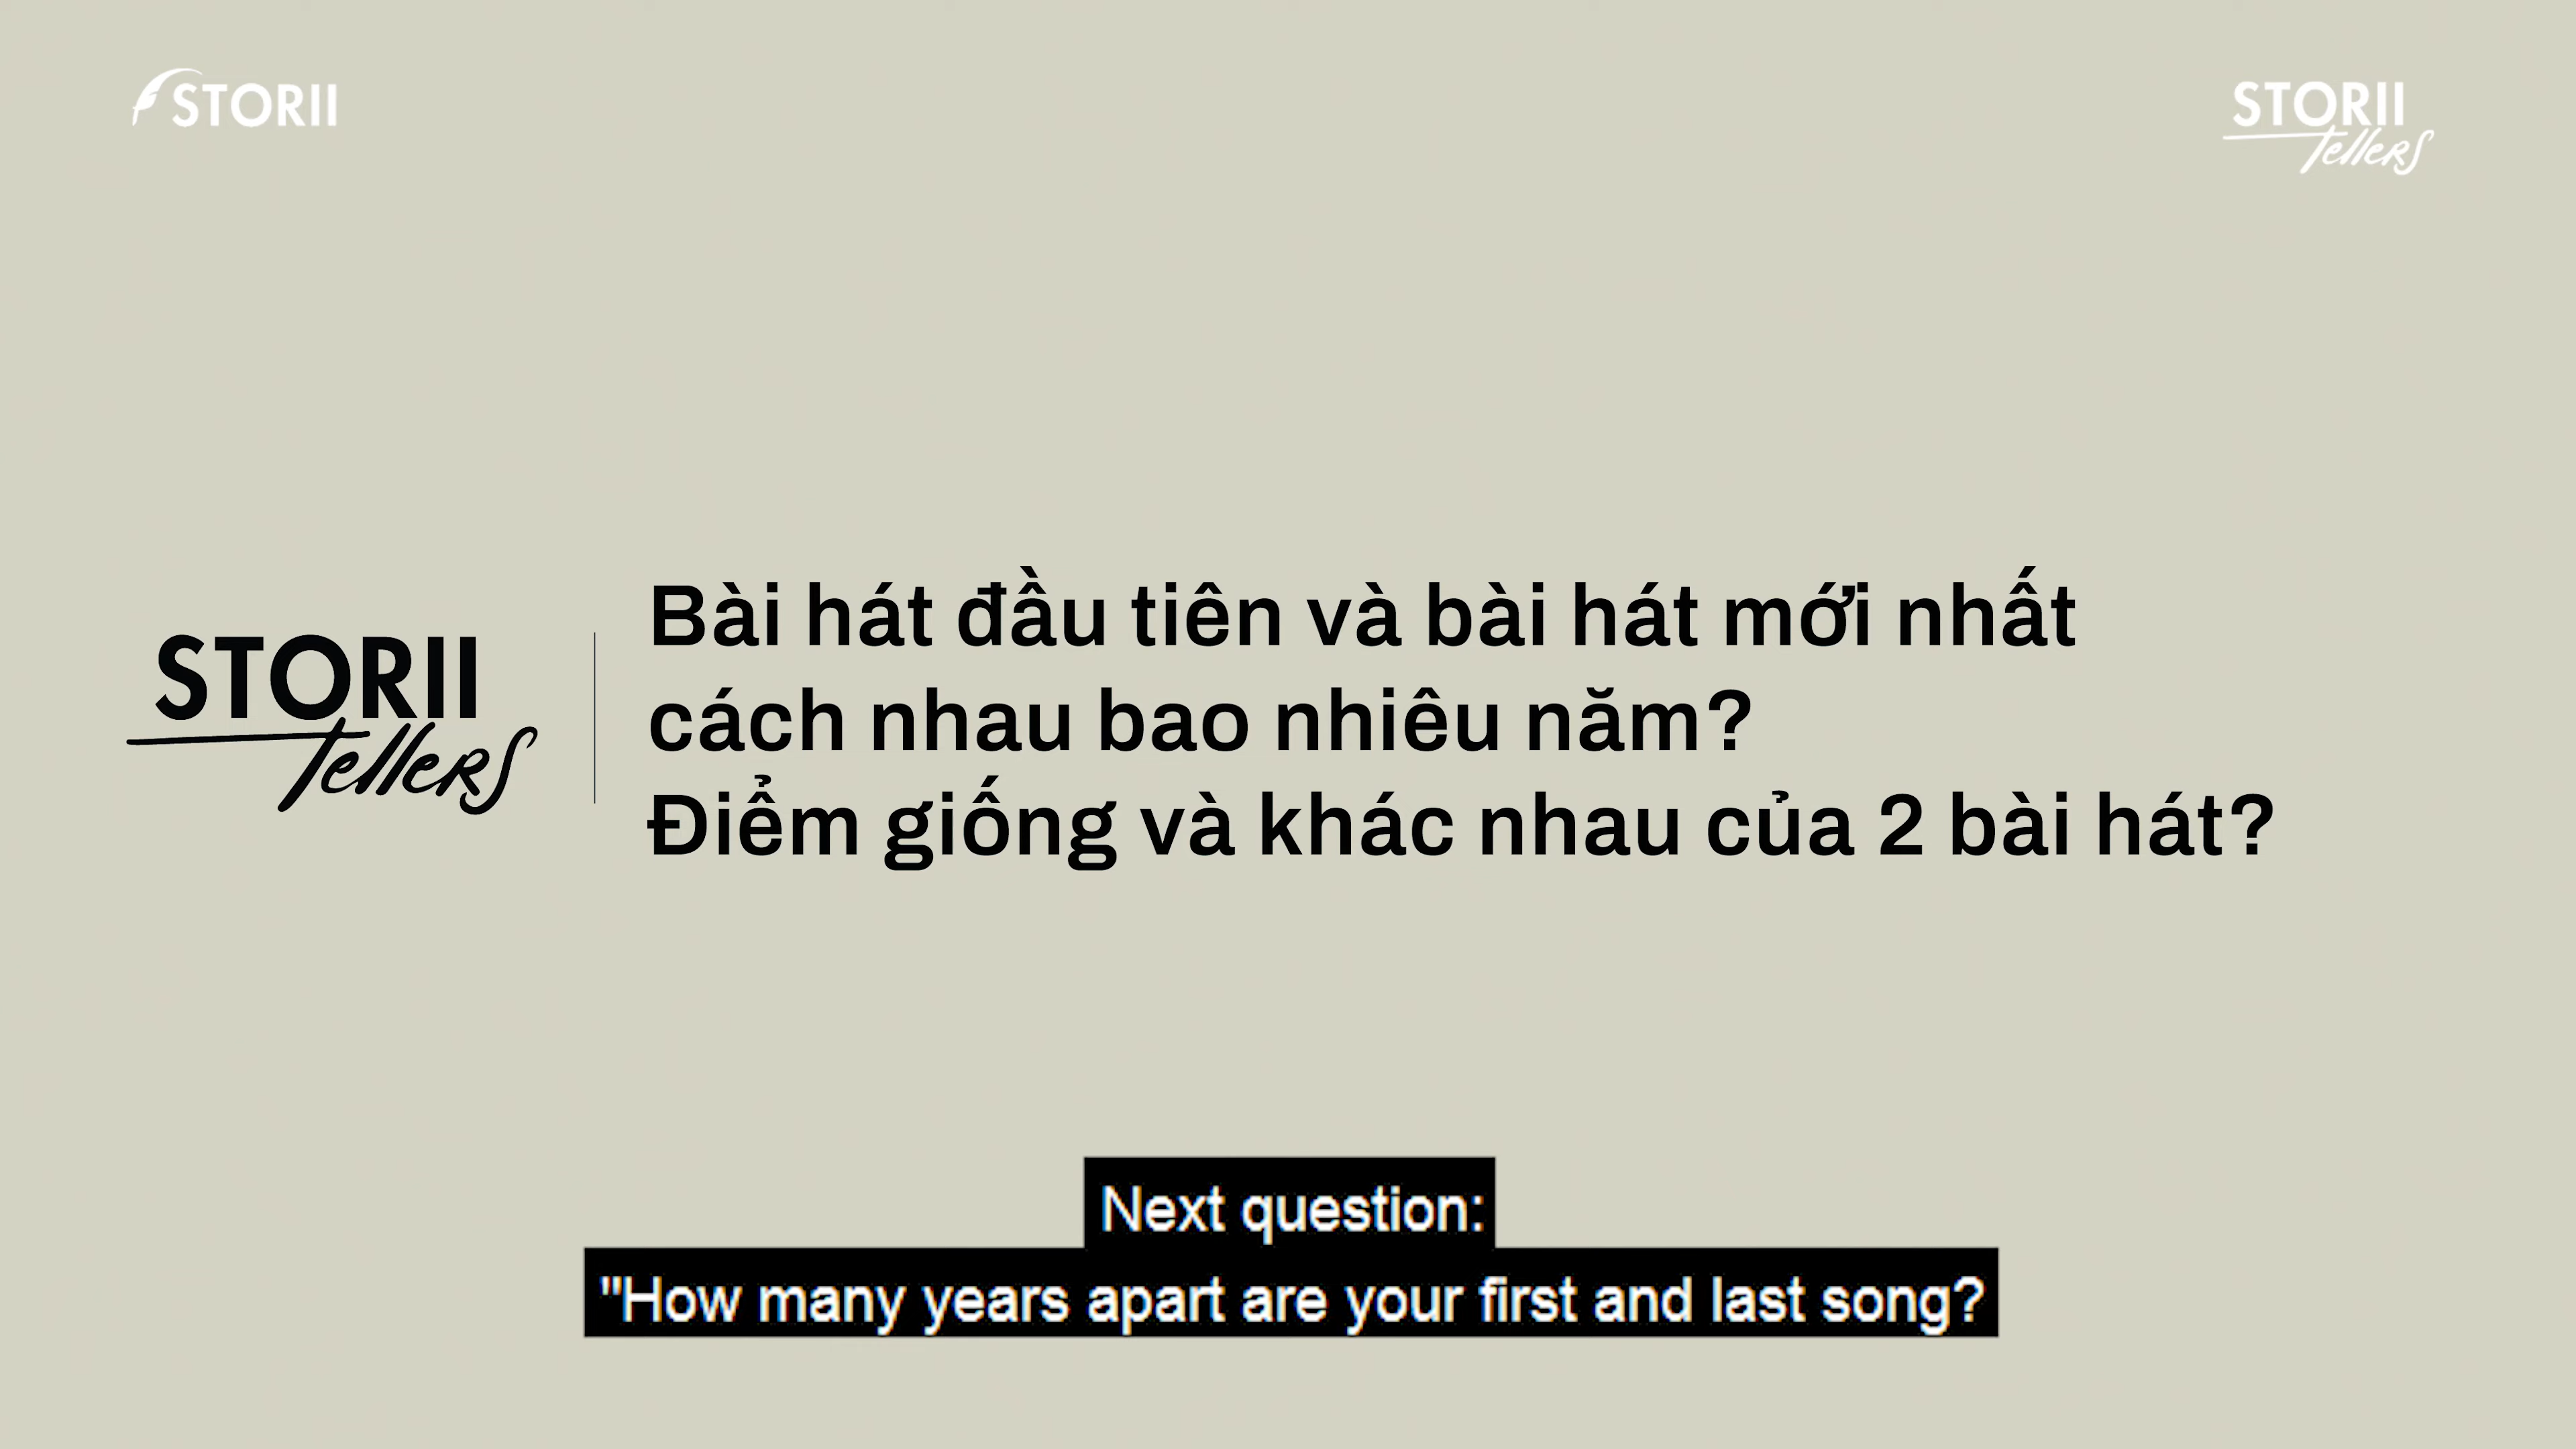 STORII
STORII
Tellers
Bài hát đầu tiên và bài hát mới nhất
cách nhau bao nhiêu năm?
Điểm giống và khác nhau của 2 bài hát?
STORII
Tellers
Next question:
"How many years apart are your first and last song?